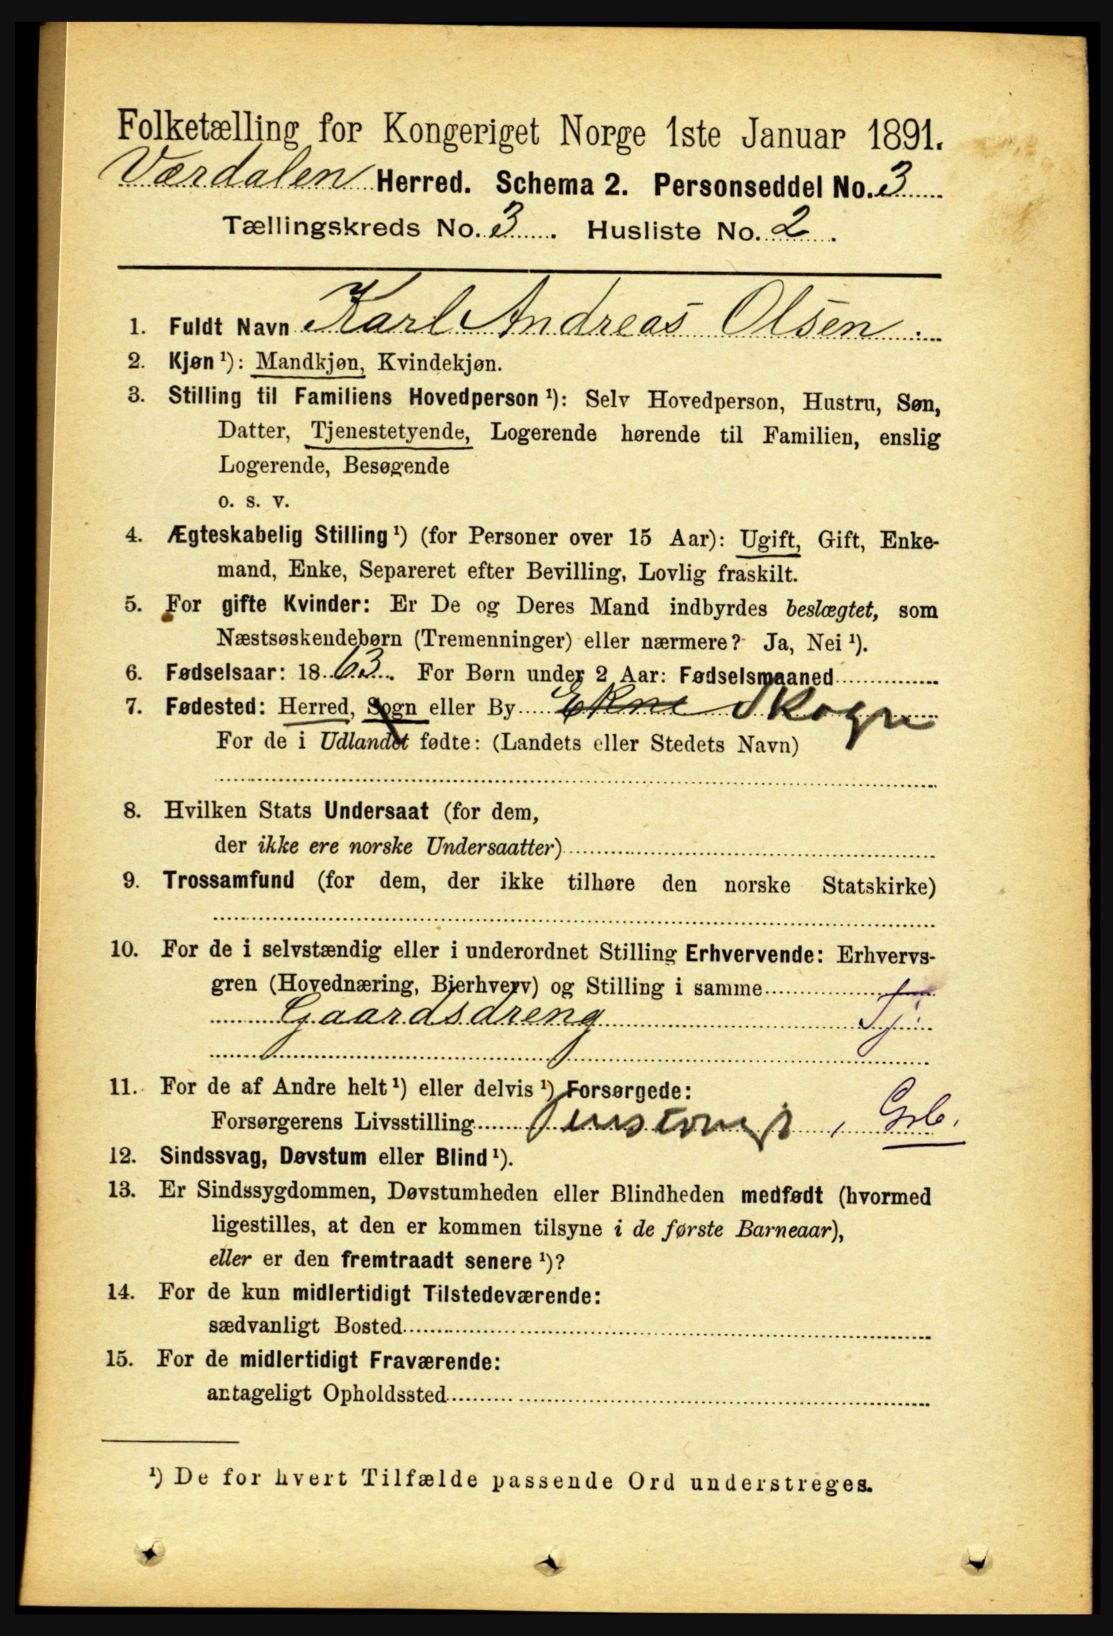 Folketælling for Kongeriget Norge 1ste Januar 1891.
Værdalen Herred. Schema 2. Personseddel No. 3
Tællingskreds No. 3. Husliste No. 2.
1. Fuldt Navn Karl Andreas Olsen.
2. Kjøn ¹): Mandkjøn, Kvindekjøn.
3. Stilling til Familiens Hovedperson ¹): Selv Hovedperson, Hustru, Søn,
Datter, Tjenestetyende, Logerende hørende til Familien, enslig
Logerende, Besøgende
o. s. v.
4. Ægteskabelig Stilling ¹) (for Personer over 15 Aar): Ugift, Gift, Enke-
mand, Enke, Separeret efter Bevilling, Lovlig fraskilt.
5. For gifte Kvinder: Er De og Deres Mand indbyrdes beslægtet, som
Næstsøskendebørn (Tremenninger) eller nærmere? Ja, Nei ¹).
6. Fødselsaar: 1863. For Børn under 2 Aar: Fødselsmaaned
7. Fødested: Herred, Sogn eller By Ekne Skogn
For de i Udlandet fødte: (Landets eller Stedets Navn)
8. Hvilken Stats Undersaat (for dem,
der ikke ere norske Undersaatter)
9. Trossamfund (for dem, der ikke tilhøre den norske Statskirke)
10. For de i selvstændig eller i underordnet Stilling Erhvervende: Erhvervs-
gren (Hovednæring, Bierhverv) og Stilling i samme
Gaardsdreng Tj.
11. For de af Andre helt ¹) eller delvis ¹) Forsørgede:
Forsørgerens Livsstilling , Grb.
12. Sindssvag, Døvstum eller Blind ¹).
13. Er Sindssygdommen, Døvstumheden eller Blindheden medfødt (hvormed
ligestilles, at den er kommen tilsyne i de første Barneaar),
eller er den fremtraadt senere ¹)?
14. For de kun midlertidigt Tilstedeværende:
sædvanligt Bosted
15. For de midlertidigt Fraværende:
antageligt Opholdssted
¹) De for hvert Tilfælde passende Ord understreges.